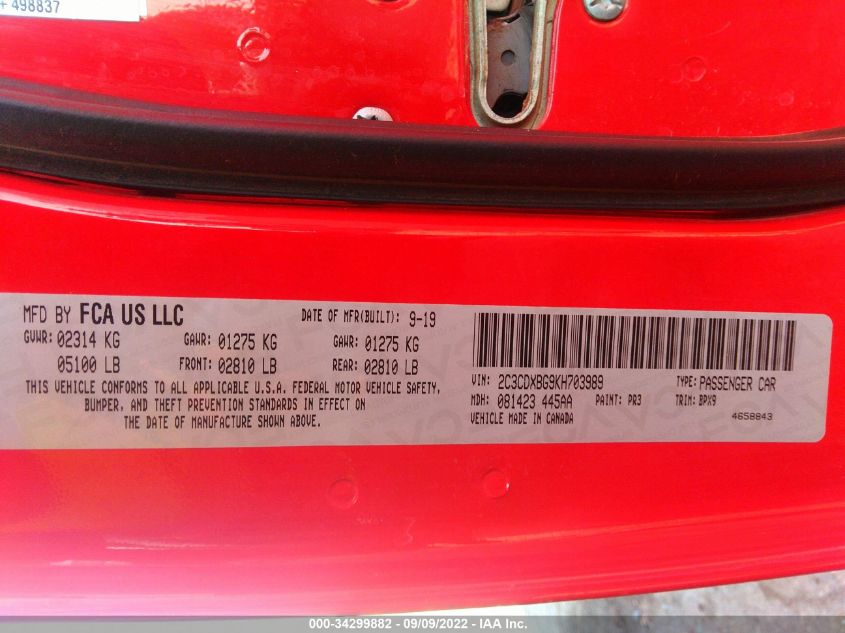 + 498837
MFD BY FCA US LLC DATE OF MFR(BUILT): 9-19
GVWR: 02314 KG GAWR: 01275 KG GAWR: 01275 KG
05100 LB FRONT: 02810 LB REAR: 02810 LB
THIS VEHICLE CONFORMS TO ALL APPLICABLE U.S.A. FEDERAL MOTOR VEHICLE SAFETY,
BUMPER, AND THEFT PREVENTION STANDARDS IN EFFECT ON
THE DATE OF MANUFACTURE SHOWN ABOVE.
VIN: 2C3CDXBG9KH703989 TYPE: PASSENGER CAR
MDH: 081423 445AA PAINT: PR3 TRIM: BPX9
VEHICLE MADE IN CANADA 4658843
000-34299882 - 09/09/2022 - IAA Inc.